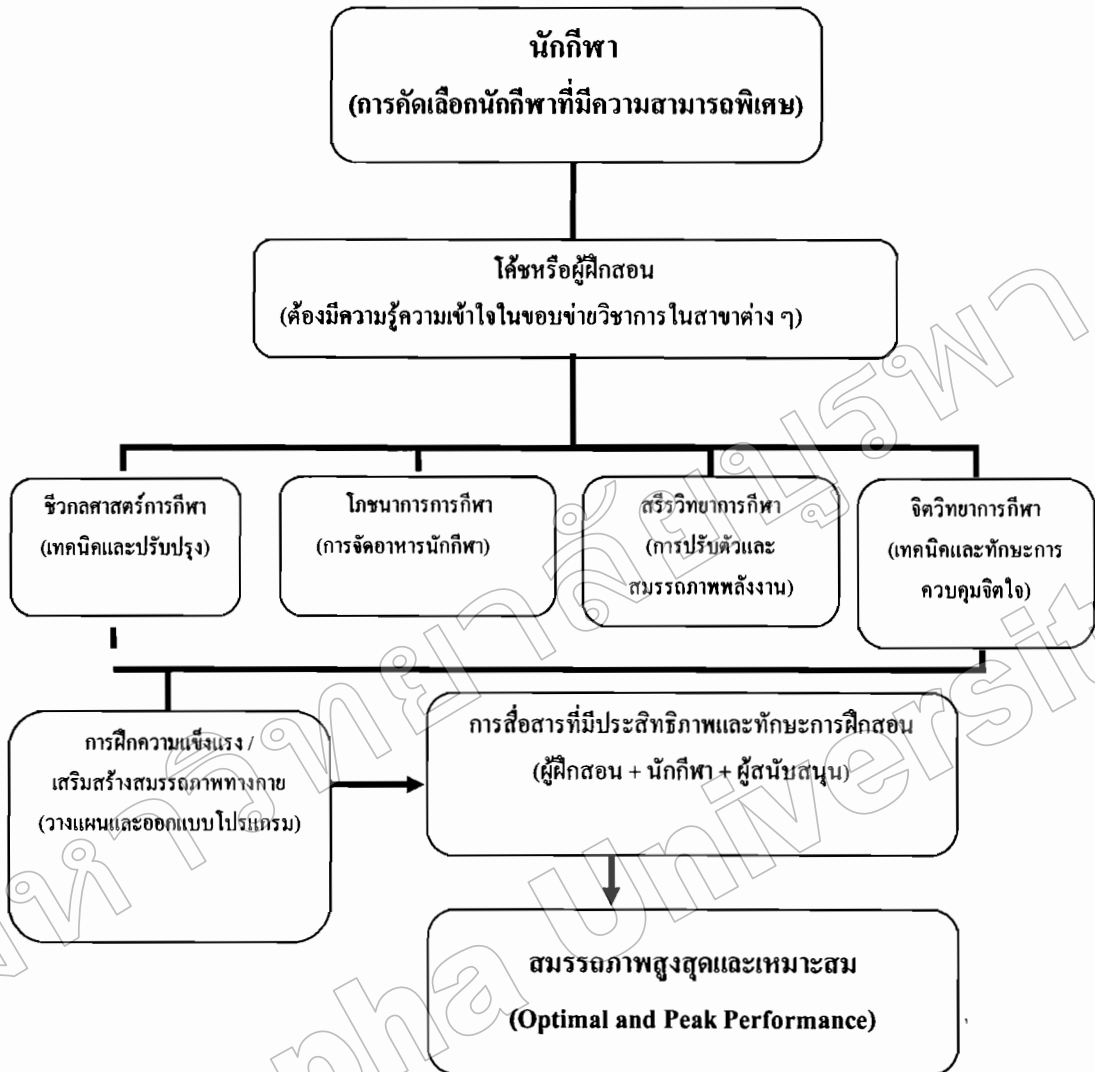 นักกีฬา
(การคัดเลือกนักกีฬาที่มีความสามารถพิเศษ)
โค้ชหรือผู้ฝึกสอน
(ต้องมีความรู้ความเข้าใจในขอบข่ายวิชาการในสาขาต่าง ๆ)
ชีวกลศาสตร์การกีฬา
(เทคนิคและปรับปรุง)
โภชนาการการกีฬา
(การจัดอาหารนักกีฬา)
สรีรวิทยาการกีฬา
(การปรับตัวและ
สมรรถภาพพลังงาน)
จิตวิทยาการกีฬา
(เทคนิคและทักษะการ
ควบคุมจิตใจ)
การฝึกความแข็งแรง /
เสริมสร้างสมรรถภาพทางกาย
(วางแผนและออกแบบโปรแกรม)
การสื่อสารที่มีประสิทธิภาพและทักษะการฝึกสอน
(ผู้ฝึกสอน + นักกีฬา + ผู้สนับสนุน)
สมรรถภาพสูงสุดและเหมาะสม
(Optimal and Peak Performance)
มหาวิทยาลัยบูรพา
pha University